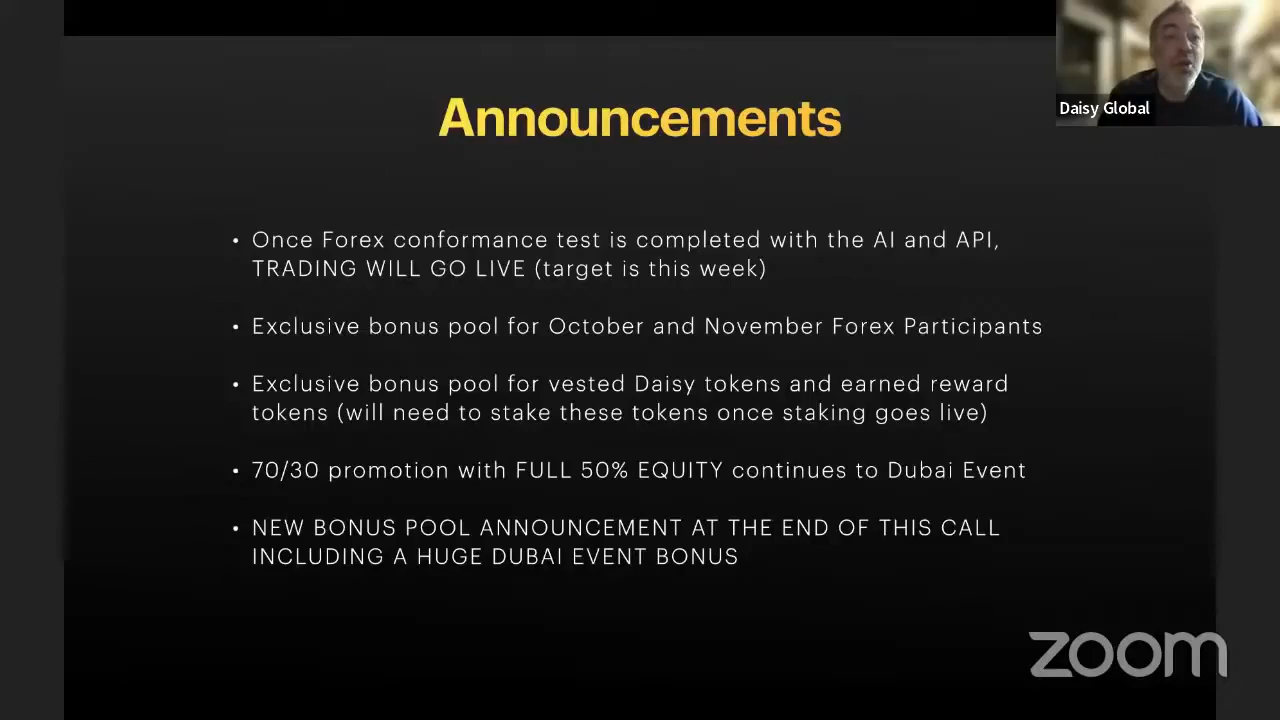 Announcements
Daisy Global
• Once Forex conformance test is completed with the AI and API,
TRADING WILL GO LIVE (target is this week)
• Exclusive bonus pool for October and November Forex Participants
• Exclusive bonus pool for vested Daisy tokens and earned reward
tokens (will need to stake these tokens once staking goes live)
• 70/30 promotion with FULL 50% EQUITY continues to Dubai Event
• NEW BONUS POOL ANNOUNCEMENT AT THE END OF THIS CALL
INCLUDING A HUGE DUBAI EVENT BONUS
zoom